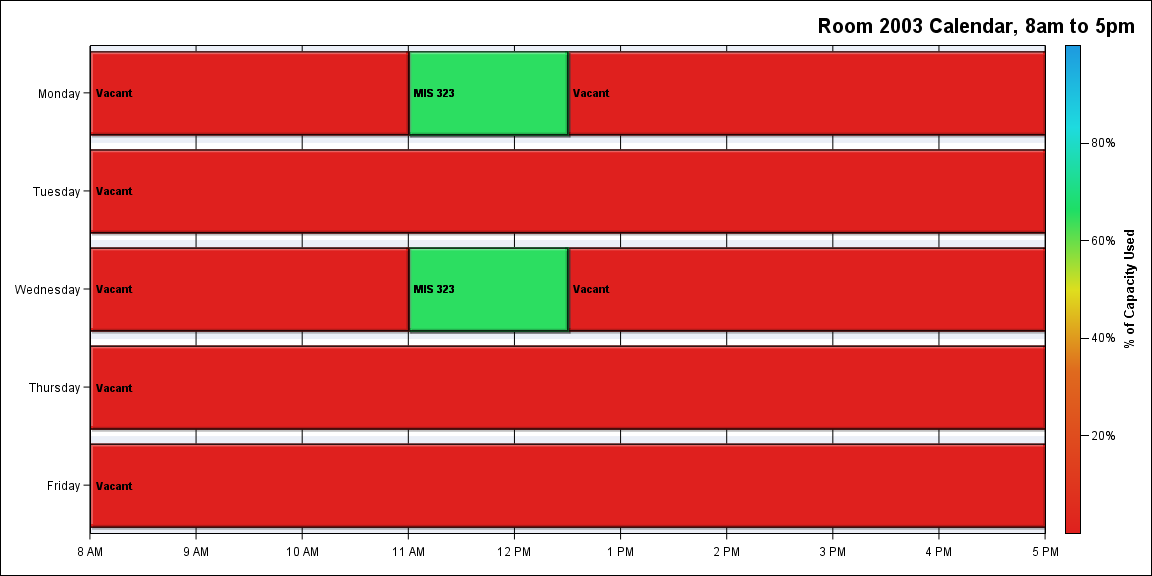 Room 2003 Calendar, 8am to 5pm
Monday
Vacant
MIS 323
Vacant
80%
Tuesday
Vacant
60%
Wednesday
Vacant
MIS 323
Vacant
% of Capacity Used
40%
Thursday
Vacant
20%
Friday
Vacant
8 AM 9 AM 10 AM 11 AM 12 PM 1 PM 2 PM 3 PM 4 PM 5 PM